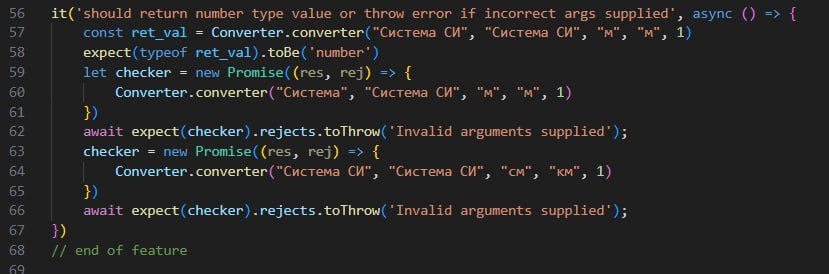 56 it('should return number type value or throw error if incorrect args supplied', async () => {
57 const ret_val = Converter.converter("Система СИ", "Система СИ", "м", "м", 1)
58 expect(typeof ret_val).toBe('number')
59 let checker = new Promise((res, rej) => {
60 Converter.converter("Система", "Система СИ", "м", "м", 1)
61 })
62 await expect(checker).rejects.toThrow('Invalid arguments supplied');
63 checker = new Promise((res, rej) => {
64 Converter.converter("Система СИ", "Система СИ", "см", "км", 1)
65 })
66 await expect(checker).rejects.toThrow('Invalid arguments supplied');
67 })
68 // end of feature
69